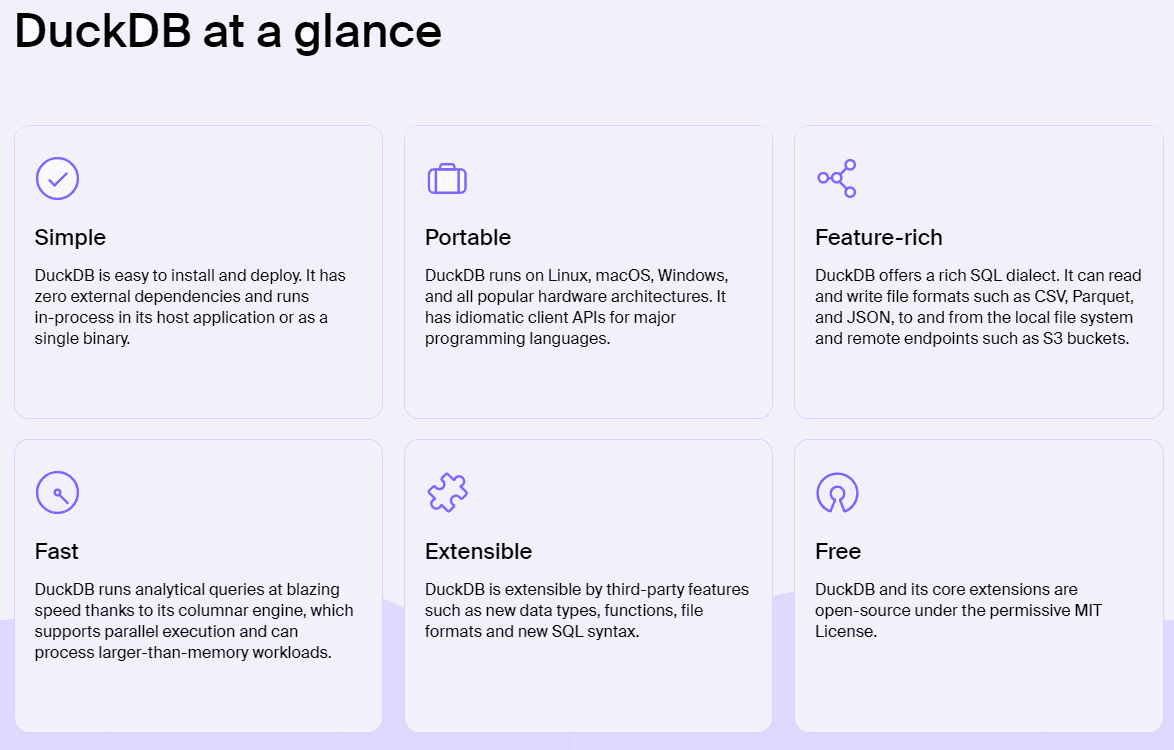 DuckDB at a glance
Simple
DuckDB is easy to install and deploy. It has
zero external dependencies and runs
in-process in its host application or as a
single binary.
Portable
DuckDB runs on Linux, macOS, Windows,
and all popular hardware architectures. It
has idiomatic client APIs for major
programming languages.
Feature-rich
DuckDB offers a rich SQL dialect. It can read
and write file formats such as CSV, Parquet,
and JSON, to and from the local file system
and remote endpoints such as S3 buckets.
Fast
DuckDB runs analytical queries at blazing
speed thanks to its columnar engine, which
supports parallel execution and can
process larger-than-memory workloads.
Extensible
DuckDB is extensible by third-party features
such as new data types, functions, file
formats and new SQL syntax.
Free
DuckDB and its core extensions are
open-source under the permissive MIT
License.